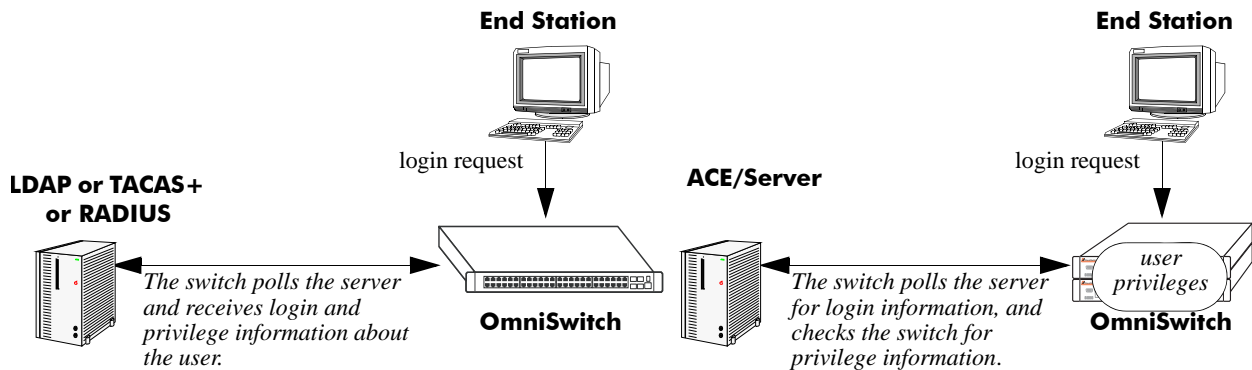 End Station
login request
LDAP or TACAS+
or RADIUS
The switch polls the server
and receives login and
privilege information about
the user.
OmniSwitch
End Station
login request
ACE/Server
The switch polls the server
for login information, and
checks the switch for
privilege information.
user
privileges
OmniSwitch